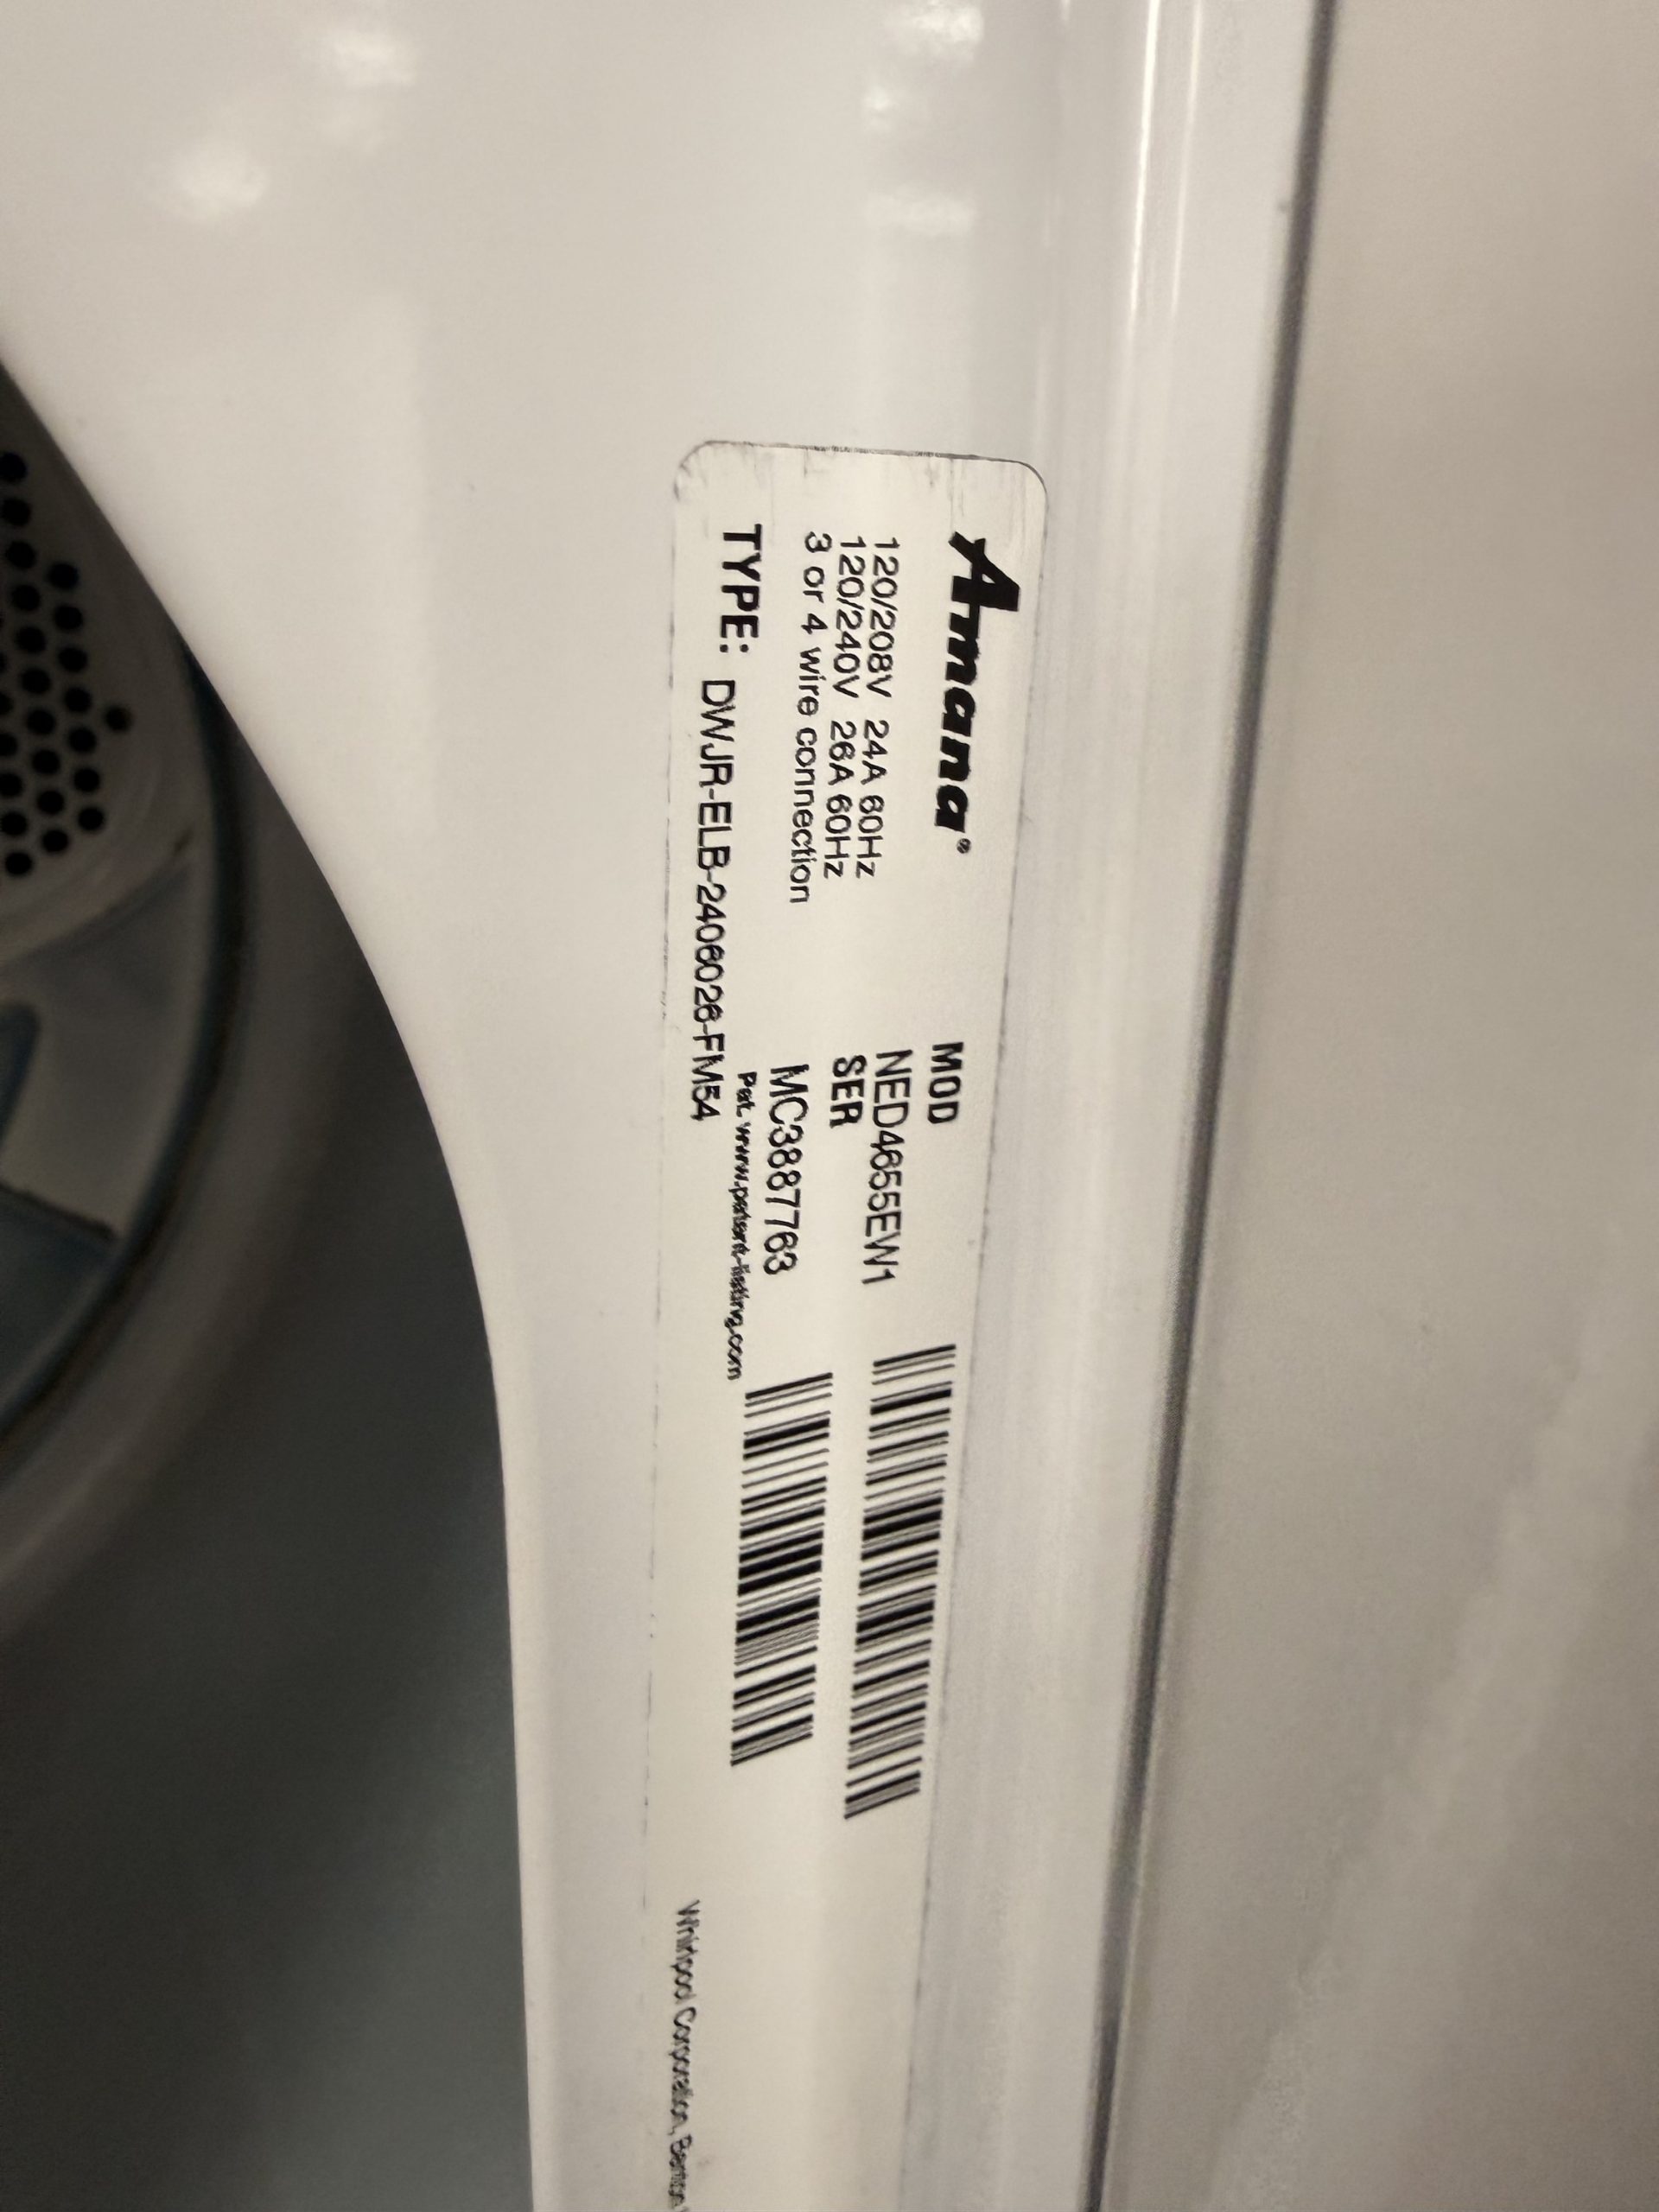 Amana®
120/208V 24A 60Hz
120/240V 26A 60Hz
3 or 4 wire connection
TYPE: DWJR-ELB-2406026-FM54
MOD
NED4655EW1
SER
MC3887763
Pat. www.patent-listing.com
Whirlpool Corporation, Benton